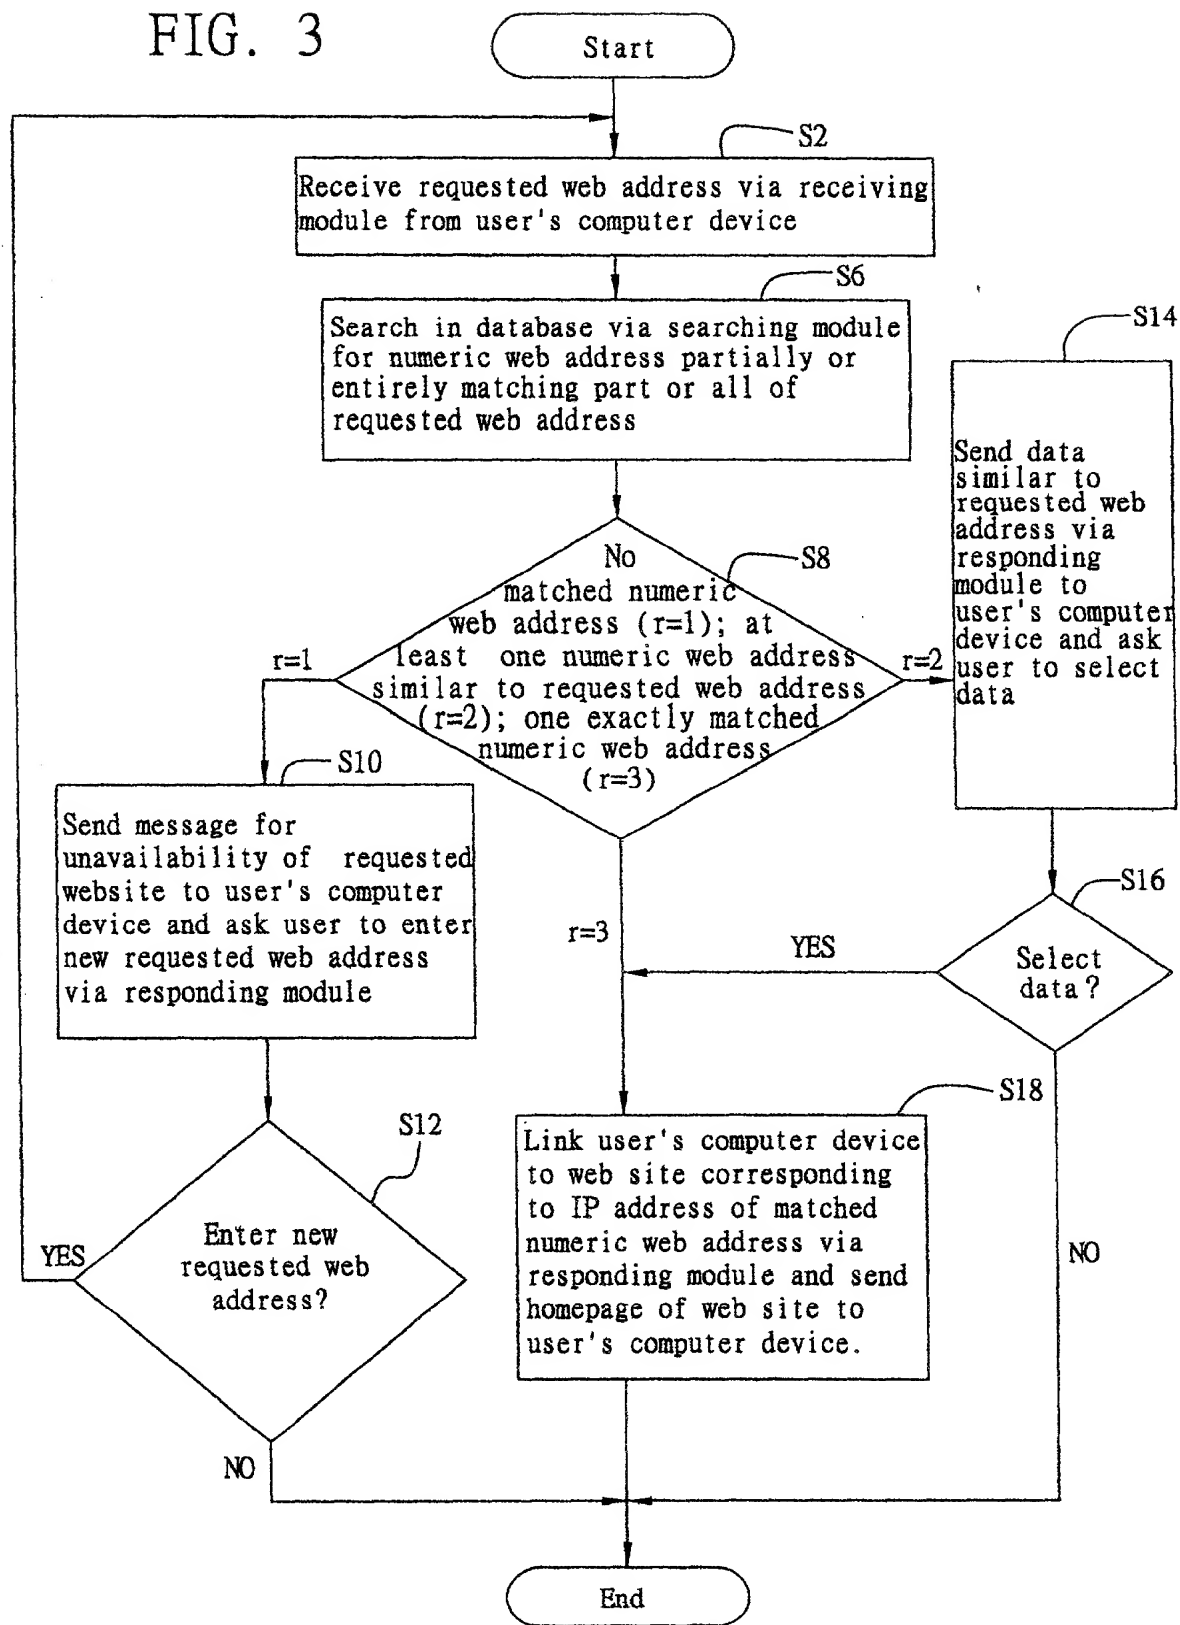 FIG. 3
Start
S2
Receive requested web address via receiving
module from user's computer device
S6
Search in database via searching module
for numeric web address partially or
entirely matching part or all of
requested web address
S14
Send data
similar to
requested web
address via
responding
module to
user's computer
device and ask
user to select
data
S8
No
matched numeric
web address (r=1); at
least one numeric web address
similar to requested web address
(r=2); one exactly matched
numeric web address
(r=3)
r=1
r=2
r=3
S10
Send message for
unavailability of requested
website to user's computer
device and ask user to enter
new requested web address
via responding module
S16
Select
data?
YES
NO
S12
Enter new
requested web
address?
YES
NO
S18
Link user's computer device
to web site corresponding
to IP address of matched
numeric web address via
responding module and send
homepage of web site to
user's computer device.
End